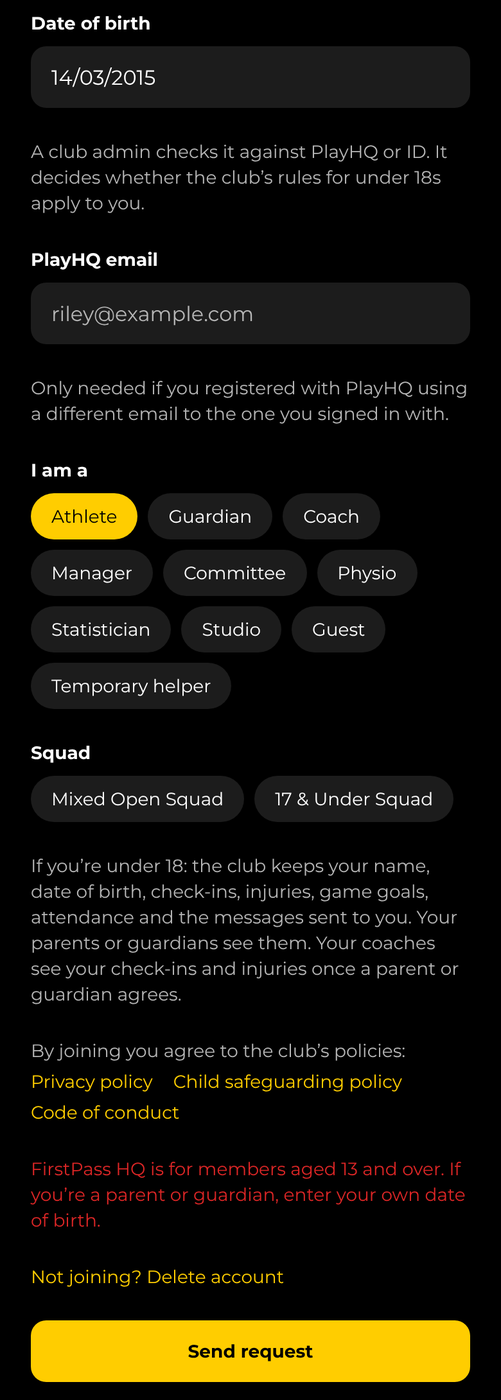 Date of birth
14/03/2015
A club admin checks it against PlayHQ or ID. It
decides whether the club’s rules for under 18s
apply to you.
PlayHQ email
riley@example.com
Only needed if you registered with PlayHQ using
a different email to the one you signed in with.
I am a
Athlete Guardian Coach
Manager Committee Physio
Statistician Studio Guest
Temporary helper
Squad
Mixed Open Squad 17 & Under Squad
If you’re under 18: the club keeps your name,
date of birth, check-ins, injuries, game goals,
attendance and the messages sent to you. Your
parents or guardians see them. Your coaches
see your check-ins and injuries once a parent or
guardian agrees.
By joining you agree to the club’s policies:
Privacy policy Child safeguarding policy
Code of conduct
FirstPass HQ is for members aged 13 and over. If
you’re a parent or guardian, enter your own date
of birth.
Not joining? Delete account
Send request